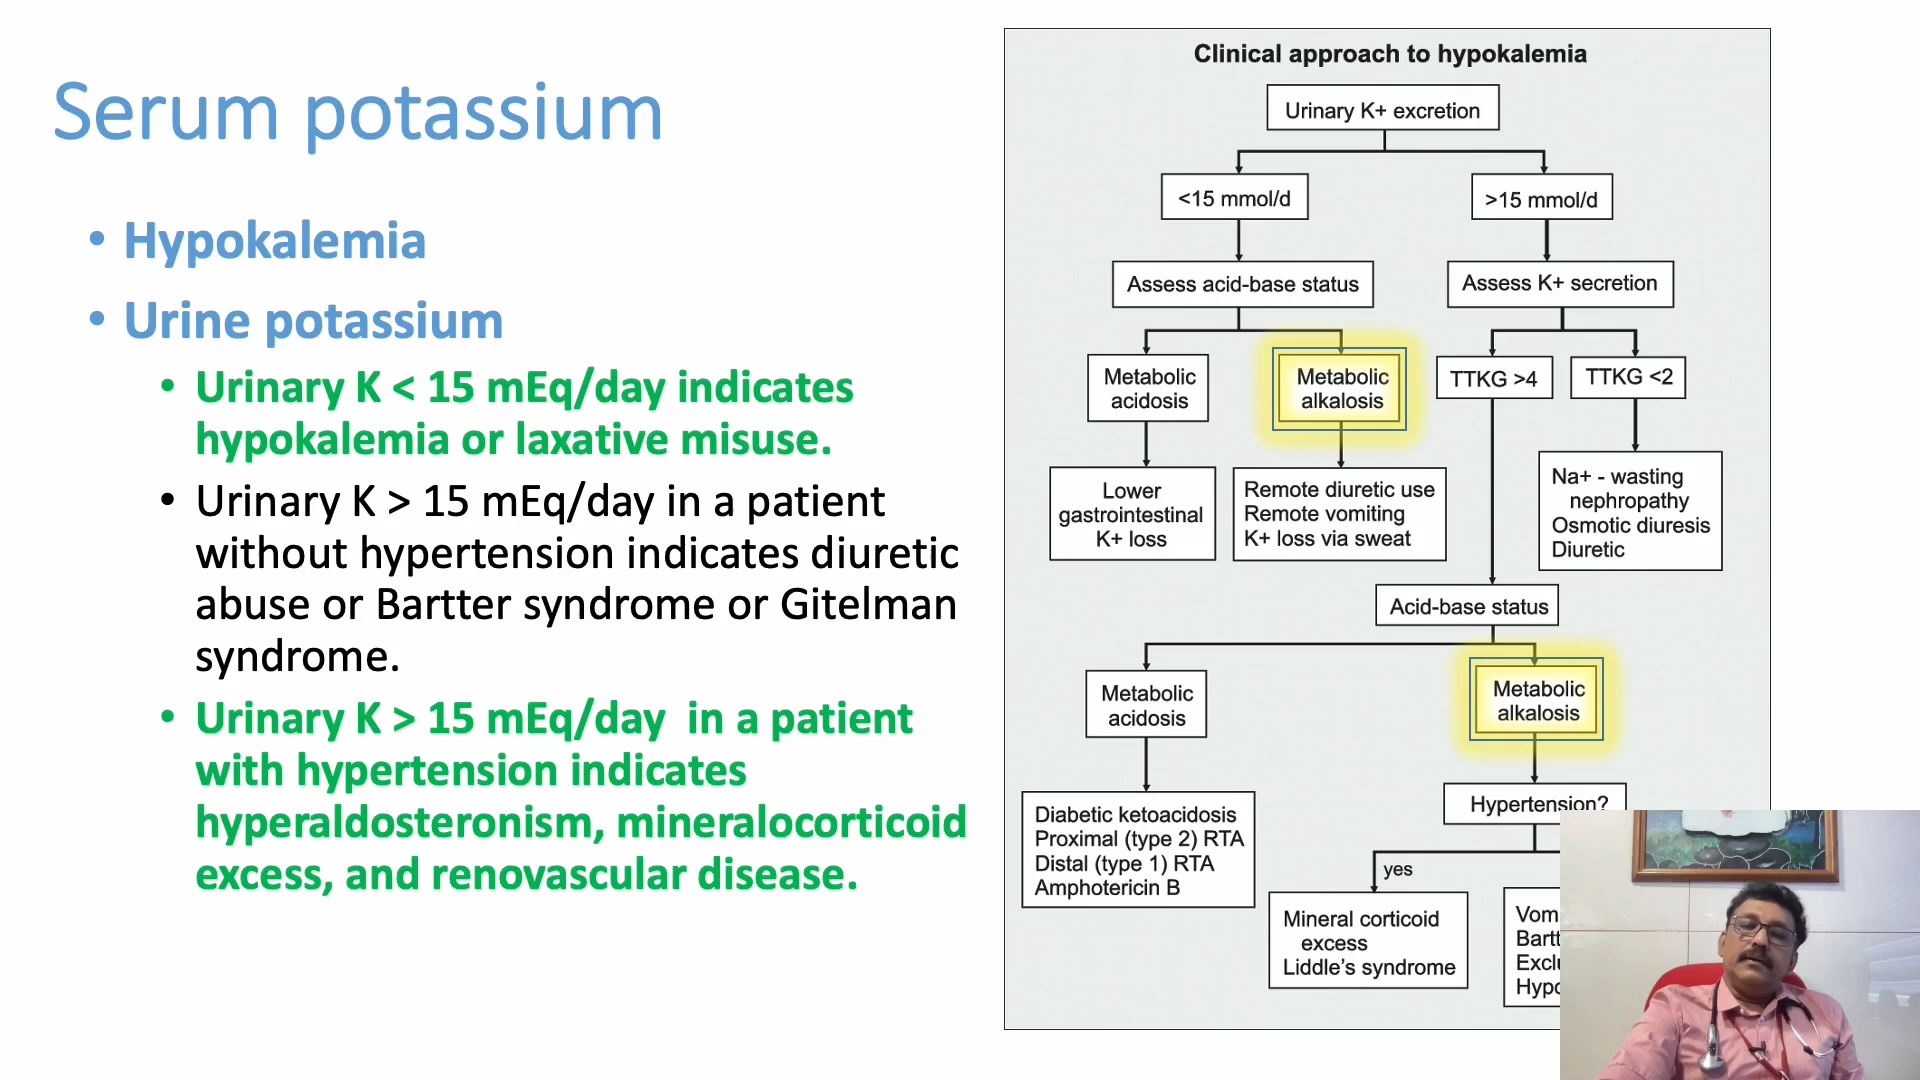 Serum potassium
• Hypokalemia
• Urine potassium
• Urinary K < 15 mEq/day indicates
hypokalemia or laxative misuse.
• Urinary K > 15 mEq/day in a patient
without hypertension indicates diuretic
abuse or Bartter syndrome or Gitelman
syndrome.
• Urinary K > 15 mEq/day in a patient
with hypertension indicates
hyperaldosteronism, mineralocorticoid
excess, and renovascular disease.
Clinical approach to hypokalemia
Urinary K+ excretion
<15 mmol/d
>15 mmol/d
Assess acid-base status
Assess K+ secretion
Metabolic
acidosis
Metabolic
alkalosis
TTKG >4
TTKG <2
Lower
gastrointestinal
K+ loss
Remote diuretic use
Remote vomiting
K+ loss via sweat
Na+ - wasting
nephropathy
Osmotic diuresis
Diuretic
Acid-base status
Metabolic
acidosis
Metabolic
alkalosis
Diabetic ketoacidosis
Proximal (type 2) RTA
Distal (type 1) RTA
Amphotericin B
Hypertension?
yes
Mineral corticoid
excess
Liddle's syndrome